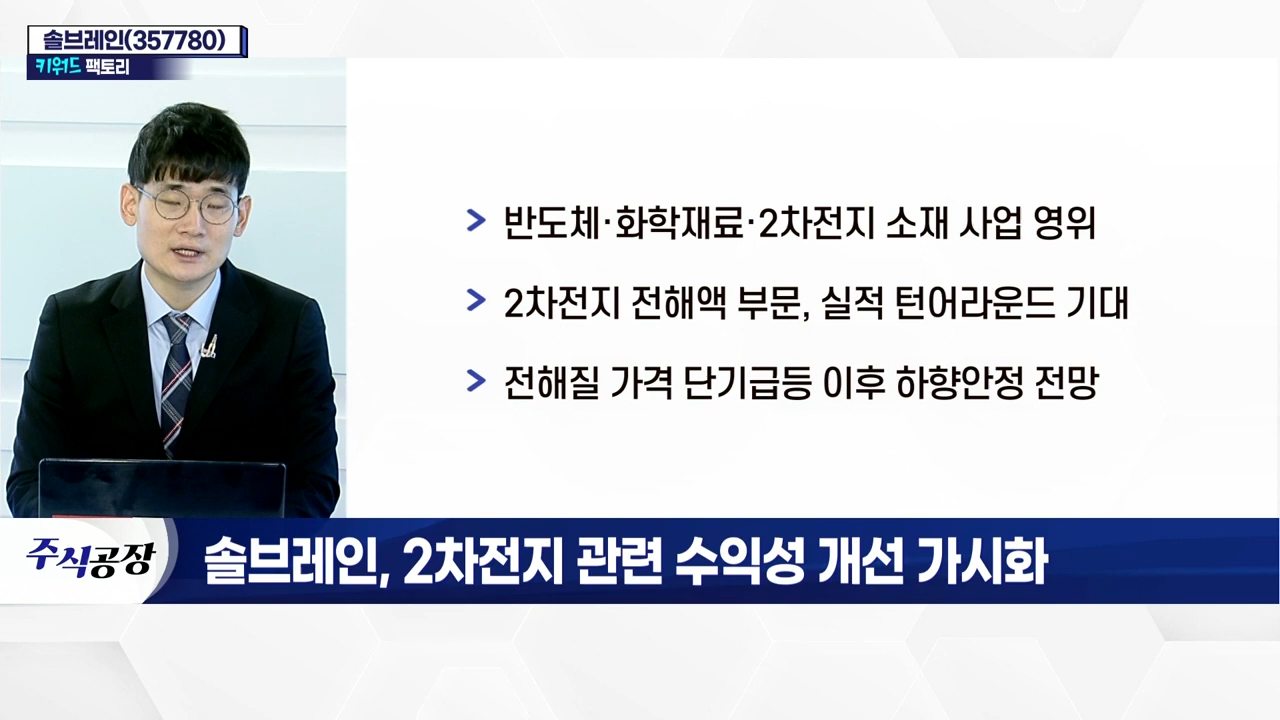 솔브레인(357780)
키워드 팩토리
> 반도체·화학재료·2차전지 소재 사업 영위
> 2차전지 전해액 부문, 실적 턴어라운드 기대
> 전해질 가격 단기급등 이후 하향안정 전망
주식공장
솔브레인, 2차전지 관련 수익성 개선 가시화